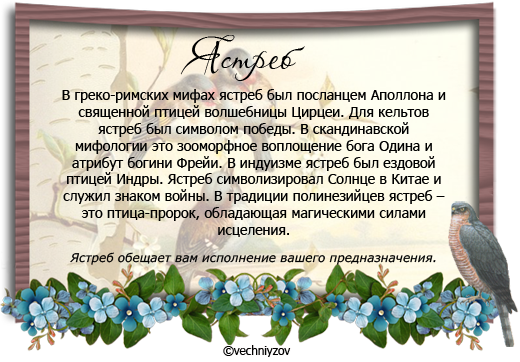 Ястреб
В греко-римских мифах ястреб был посланцем Аполлона и
священной птицей волшебницы Цирцеи. Для кельтов
ястреб был символом победы. В скандинавской
мифологии это зооморфное воплощение бога Одина и
атрибут богини Фрейи. В индуизме ястреб был ездовой
птицей Индры. Ястреб символизировал Солнце в Китае и
служил знаком войны. В традиции полинезийцев ястреб –
это птица-пророк, обладающая магическими силами
исцеления.
Ястреб обещает вам исполнение вашего предназначения.
©vechniyzov